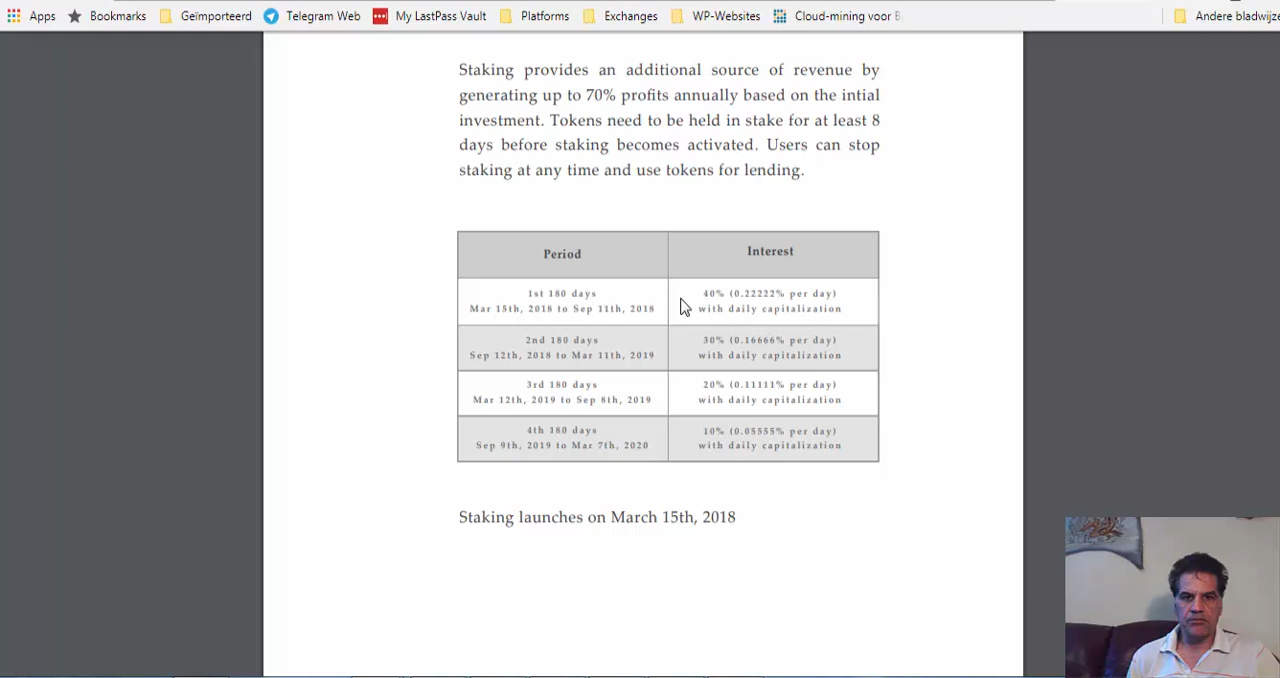 Apps Bookmarks Geïmporteerd Telegram Web My LastPass Vault Platforms Exchanges WP-Websites Cloud-mining voor B Andere bladwijze
Staking provides an additional source of revenue by
generating up to 70% profits annually based on the intial
investment. Tokens need to be held in stake for at least 8
days before staking becomes activated. Users can stop
staking at any time and use tokens for lending.
Period Interest
1st 180 days 40% (0.22222% per day)
Mar 15th, 2018 to Sep 11th, 2018 with daily capitalization
2nd 180 days 30% (0.16666% per day)
Sep 12th, 2018 to Mar 11th, 2019 with daily capitalization
3rd 180 days 20% (0.11111% per day)
Mar 12th, 2019 to Sep 8th, 2019 with daily capitalization
4th 180 days 10% (0.05555% per day)
Sep 9th, 2019 to Mar 7th, 2020 with daily capitalization
Staking launches on March 15th, 2018